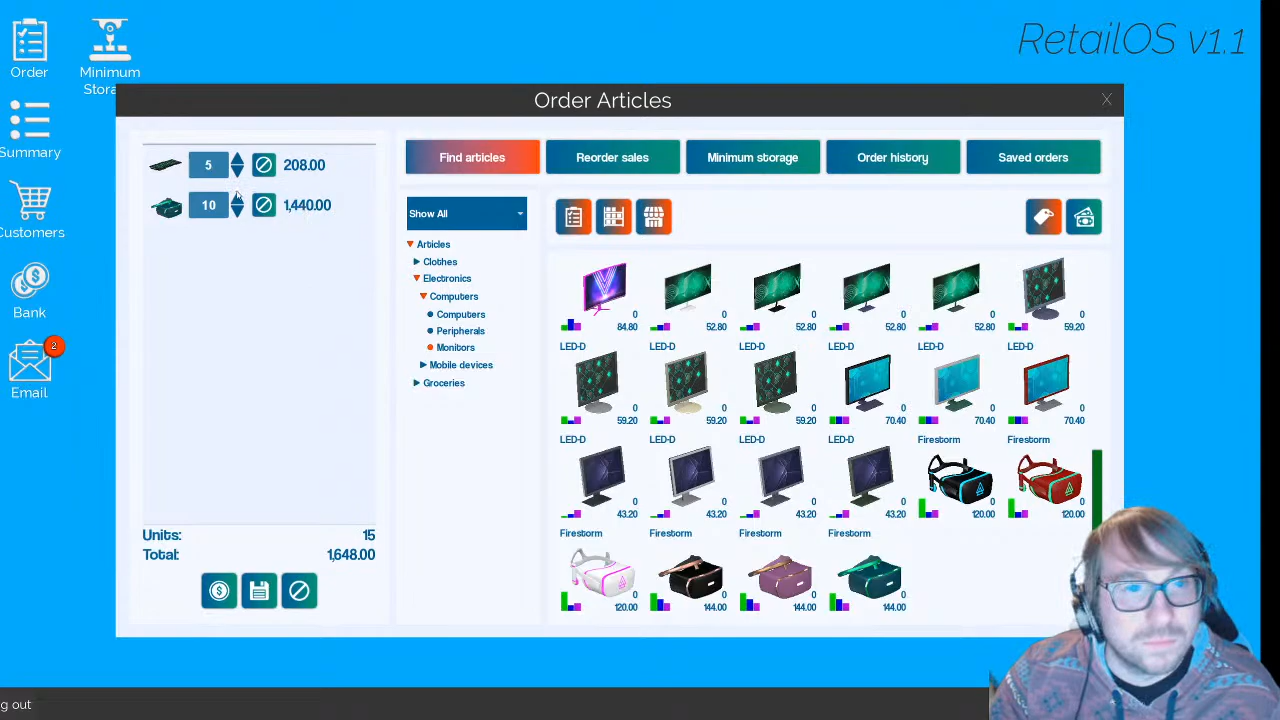 RetailOS v1.1
Order
Minimum
Stora
Summary
Customers
Bank
2
Email
Order Articles
X
5 208.00
10 1,440.00
Units: 15
Total: 1,648.00
Find articles
Reorder sales
Minimum storage
Order history
Saved orders
Show All
Articles
Clothes
Electronics
Computers
Computers
Peripherals
Monitors
Mobile devices
Groceries
0 0 0 0 0 0
84.80 52.80 52.80 52.80 52.80 59.20
LED-D LED-D LED-D LED-D LED-D LED-D
0 0 0 0 0 0
59.20 59.20 59.20 70.40 70.40 70.40
LED-D LED-D LED-D LED-D Firestorm Firestorm
0 0 0 0 0 0
43.20 43.20 43.20 43.20 120.00 120.00
Firestorm Firestorm Firestorm Firestorm
0 0 0 0
120.00 144.00 144.00 144.00
g out